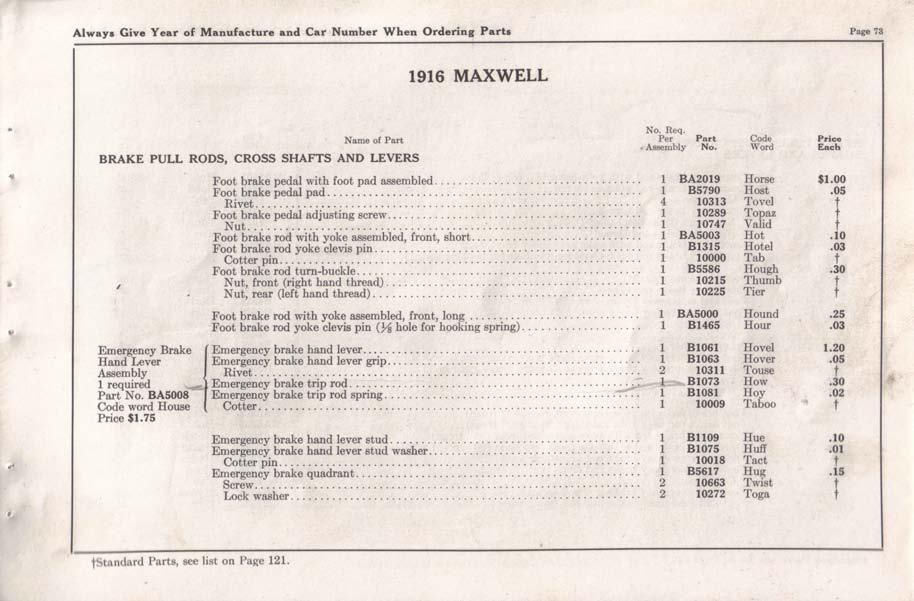 Always Give Year of Manufacture and Car Number When Ordering Parts Page 73
1916 MAXWELL
Name of Part No. Req. Per Assembly Part No. Code Word Price Each
BRAKE PULL RODS, CROSS SHAFTS AND LEVERS
Foot brake pedal with foot pad assembled 1 BA2019 Horse $1.00
Foot brake pedal pad 1 B5790 Host .05
Rivet 4 10313 Tovel †
Foot brake pedal adjusting screw 1 10289 Topaz †
Nut 1 10747 Valid †
Foot brake rod with yoke assembled, front, short 1 BA5003 Hot .10
Foot brake rod yoke clevis pin 1 B1315 Hotel .03
Cotter pin 1 10000 Tab †
Foot brake rod turn-buckle 1 B5586 Hough .30
Nut, front (right hand thread) 1 10215 Thumb †
Nut, rear (left hand thread) 1 10225 Tier †
Foot brake rod with yoke assembled, front, long 1 BA5000 Hound .25
Foot brake rod yoke clevis pin (⅛ hole for hooking spring) 1 B1465 Hour .03
Emergency Brake
Hand Lever
Assembly
1 required
Part No. BA5008
Code word House
Price $1.75
Emergency brake hand lever 1 B1061 Hovel 1.20
Emergency brake hand lever grip 1 B1063 Hover .05
Rivet 2 10311 Touse †
Emergency brake trip rod 1 B1073 How .30
Emergency brake trip rod spring 1 B1081 Hoy .02
Cotter 1 10009 Taboo †
Emergency brake hand lever stud 1 B1109 Hue .10
Emergency brake hand lever stud washer 1 B1075 Huff .01
Cotter pin 1 10018 Tact †
Emergency brake quadrant 1 B5617 Hug .15
Screw 2 10663 Twist †
Lock washer 2 10272 Toga †
†Standard Parts, see list on Page 121.